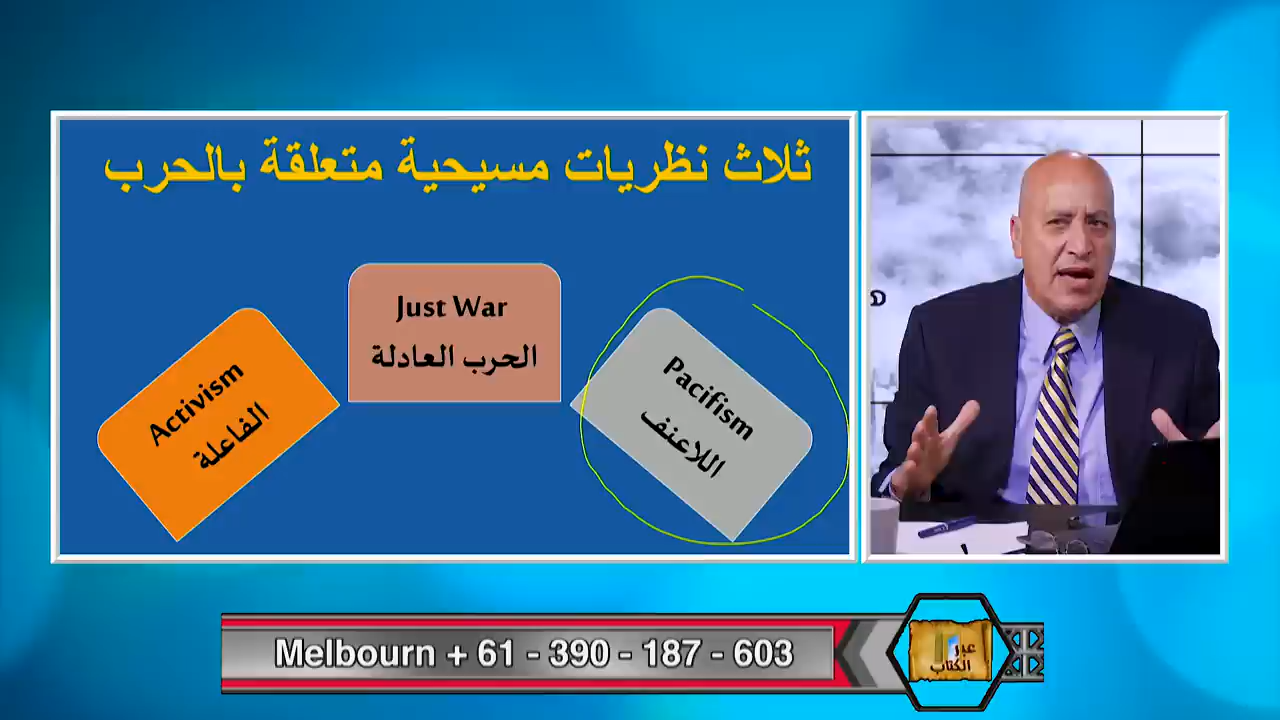 ثلاث نظريات مسيحية متعلقة بالحرب
Pacifism
اللاعنف
Just War
الحرب العادلة
Activism
الفاعلة
Melbourn + 61 - 390 - 187 - 603
عبر
الكتاب